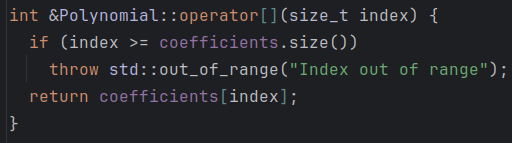 int &Polynomial::operator[](size_t index) {
  if (index >= coefficients.size())
    throw std::out_of_range("Index out of range");
  return coefficients[index];
}